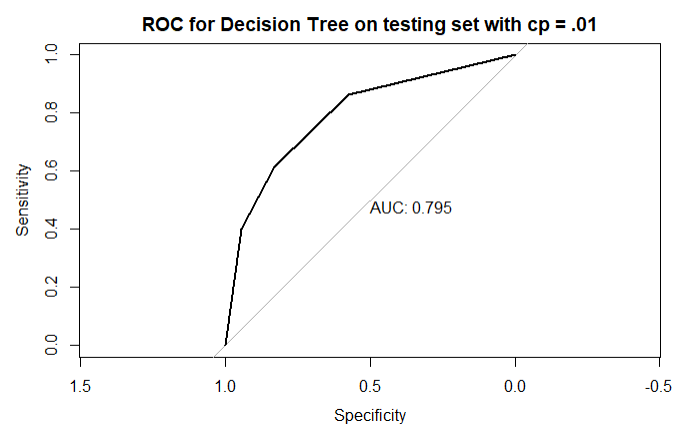 ROC for Decision Tree on testing set with cp = .01
1.0
0.8
0.6
0.4
0.2
0.0
Sensitivity
AUC: 0.795
1.5 1.0 0.5 0.0 -0.5
Specificity